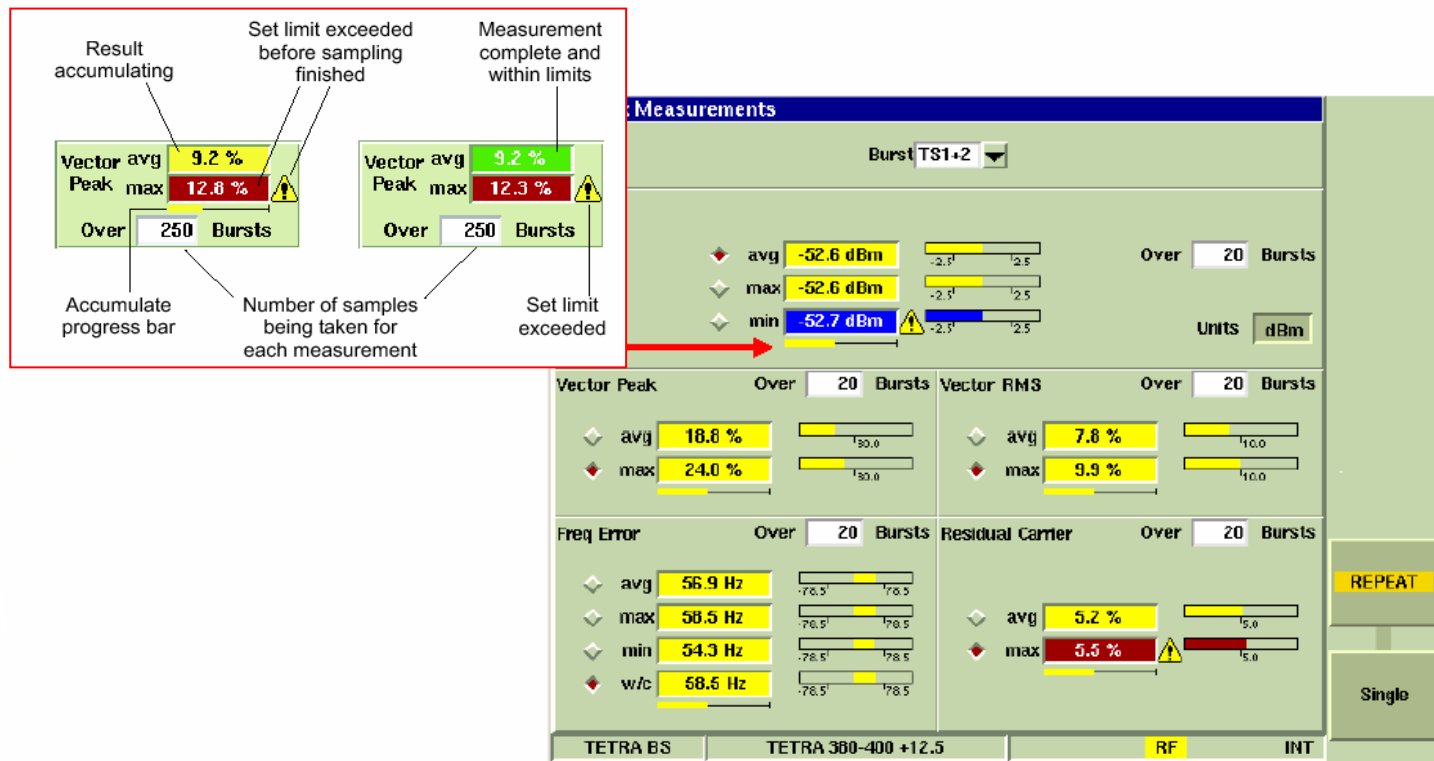 Result
accumulating
Set limit exceeded
before sampling
finished
Measurement
complete and
within limits
Vector avg 9.2 %
Peak max 12.8 %
Over 250 Bursts
Vector avg 9.2 %
Peak max 12.3 %
Over 250 Bursts
Accumulate
progress bar
Number of samples
being taken for
each measurement
Set limit
exceeded
Measurements
Burst TS1+2
avg -52.6 dBm -2.5 2.5 Over 20 Bursts
max -52.6 dBm -2.5 2.5
min -52.7 dBm -2.5 2.5 Units dBm
Vector Peak Over 20 Bursts
avg 18.8 % 30.0
max 24.0 % 30.0
Vector RMS Over 20 Bursts
avg 7.8 % 10.0
max 9.9 % 10.0
Freq Error Over 20 Bursts
avg 56.9 Hz -78.5 78.5
max 58.5 Hz -78.5 78.5
min 54.3 Hz -78.5 78.5
w/c 58.5 Hz -78.5 78.5
Residual Carrier Over 20 Bursts
avg 5.2 % 5.0
max 5.5 % 5.0
REPEAT
Single
TETRA BS TETRA 380-400 +12.5 RF INT